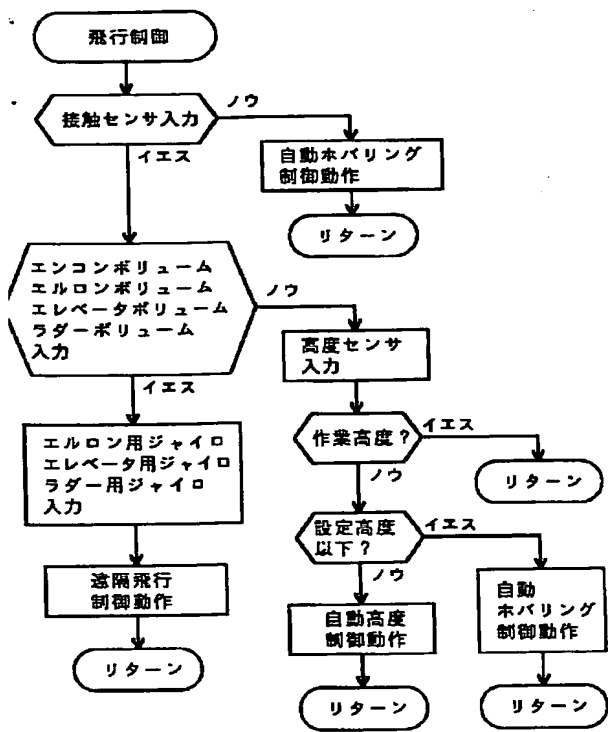 飛行制御
接触センサ入力
ノウ
イエス
自動ホバリング
制御動作
リターン
エンコンボリューム
エルロンボリューム
エレベータボリューム
ラダーボリューム
入力
ノウ
イエス
高度センサ
入力
作業高度?
イエス
ノウ
リターン
エルロン用ジャイロ
エレベータ用ジャイロ
ラダー用ジャイロ
入力
設定高度
以下?
イエス
ノウ
遠隔飛行
制御動作
リターン
自動高度
制御動作
リターン
自動
ホバリング
制御動作
リターン